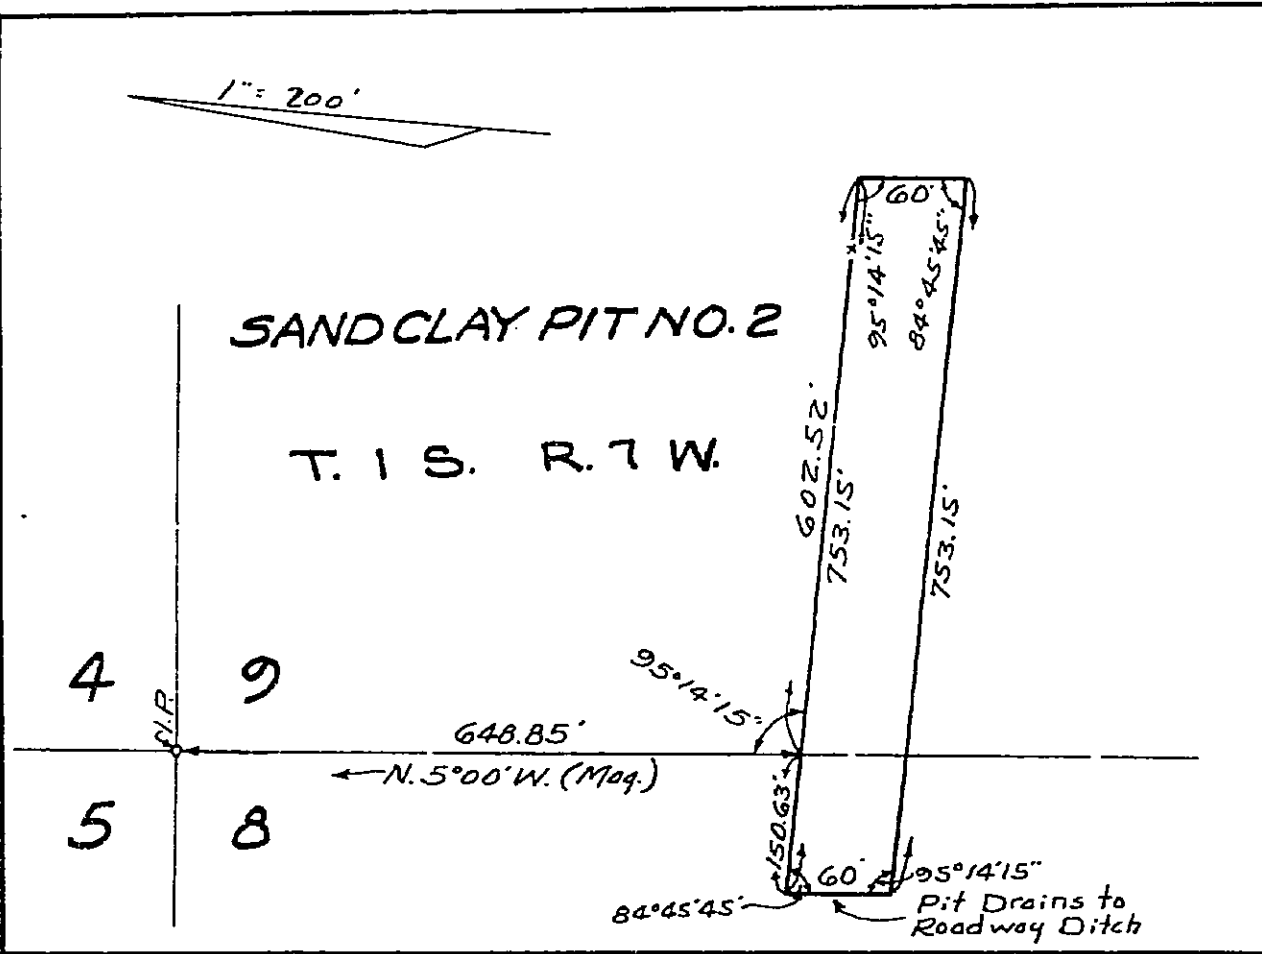 1" = 200'
60'
95°14'15"
84°45'45"
SAND CLAY PIT NO. 2
T. 1 S. R. 7 W.
602.52'
753.15'
753.15'
4
9
95°14'15"
C.I.P.
648.85'
N. 5°00' W. (Mag.)
5
8
150.63'
60'
95°14'15"
84°45'45"
Pit Drains to
Roadway Ditch